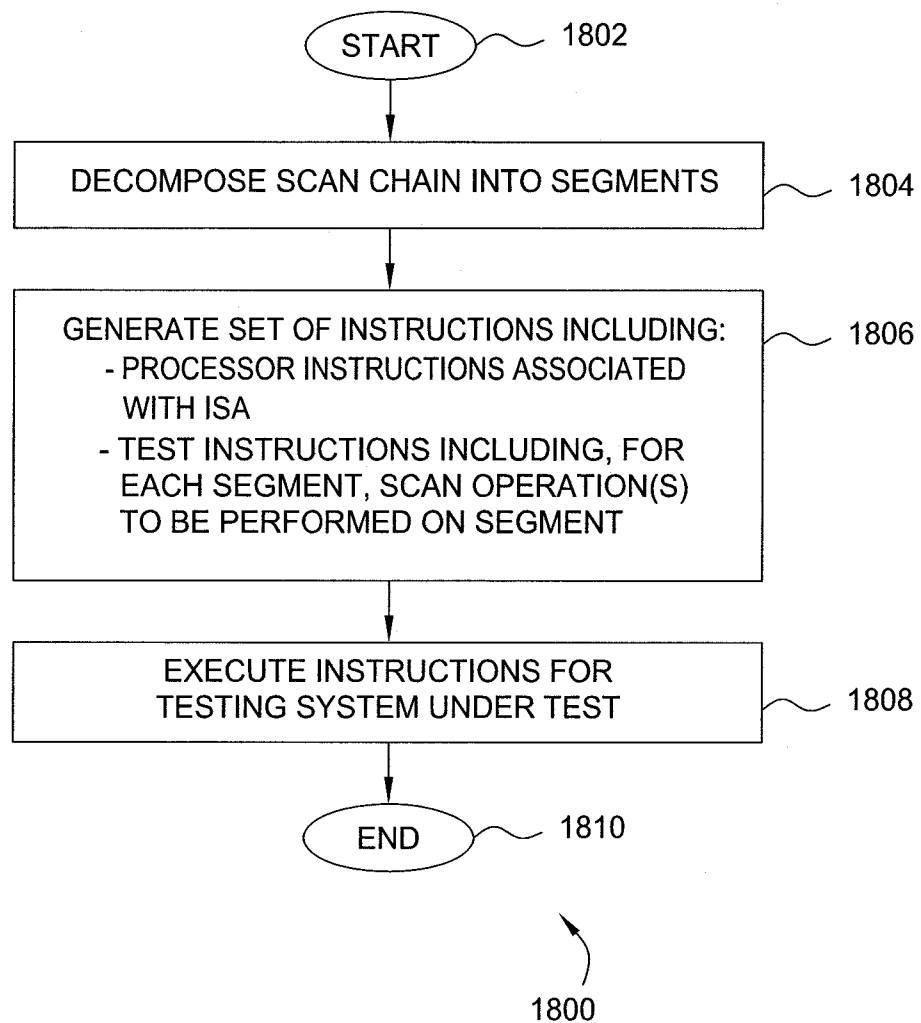 START
1802
DECOMPOSE SCAN CHAIN INTO SEGMENTS
1804
GENERATE SET OF INSTRUCTIONS INCLUDING:
- PROCESSOR INSTRUCTIONS ASSOCIATED
WITH ISA
- TEST INSTRUCTIONS INCLUDING, FOR
EACH SEGMENT, SCAN OPERATION(S)
TO BE PERFORMED ON SEGMENT
1806
EXECUTE INSTRUCTIONS FOR
TESTING SYSTEM UNDER TEST
1808
END
1810
1800